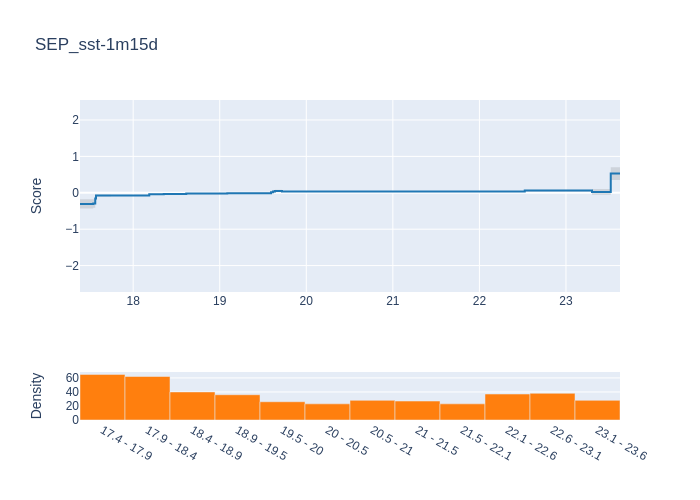 SEP_sst-1m15d
Score
2
1
0
−1
−2
18 19 20 21 22 23
Density
60
40
20
0
17.4 - 17.9
17.9 - 18.4
18.4 - 18.9
18.9 - 19.5
19.5 - 20
20 - 20.5
20.5 - 21
21 - 21.5
21.5 - 22.1
22.1 - 22.6
22.6 - 23.1
23.1 - 23.6